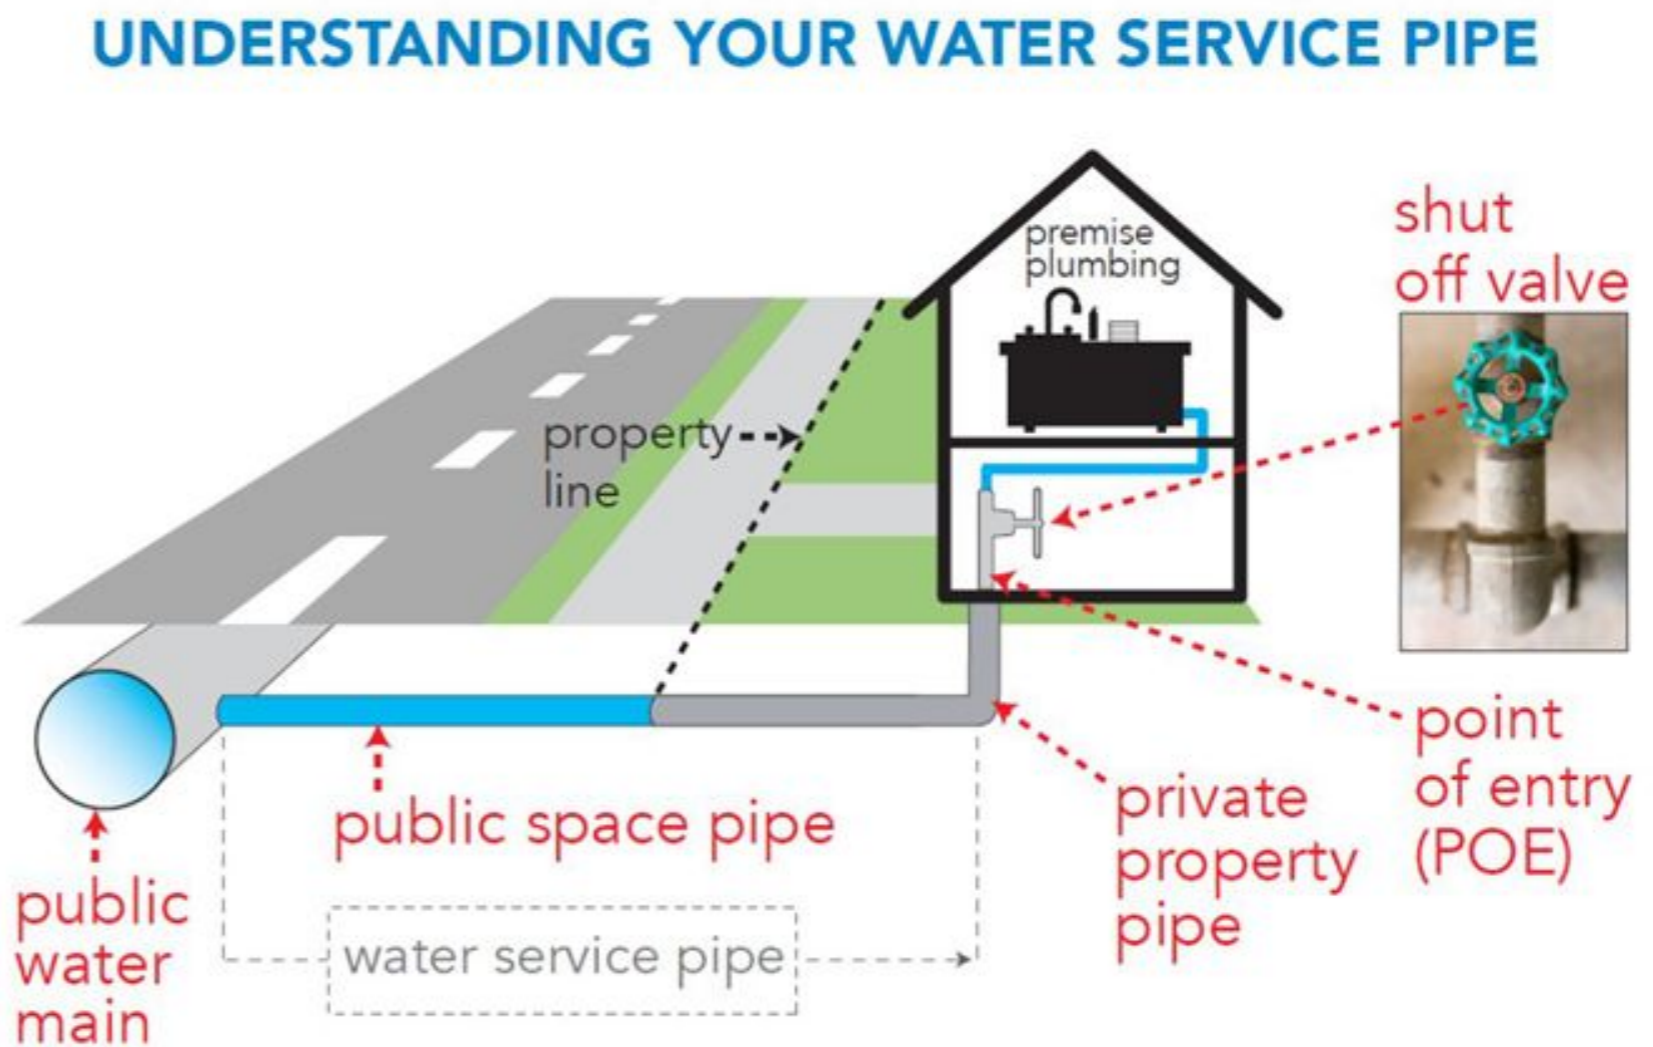 UNDERSTANDING YOUR WATER SERVICE PIPE
premise
plumbing
shut
off valve
property
line
point
of entry
(POE)
private
property
pipe
public space pipe
public
water
main
water service pipe